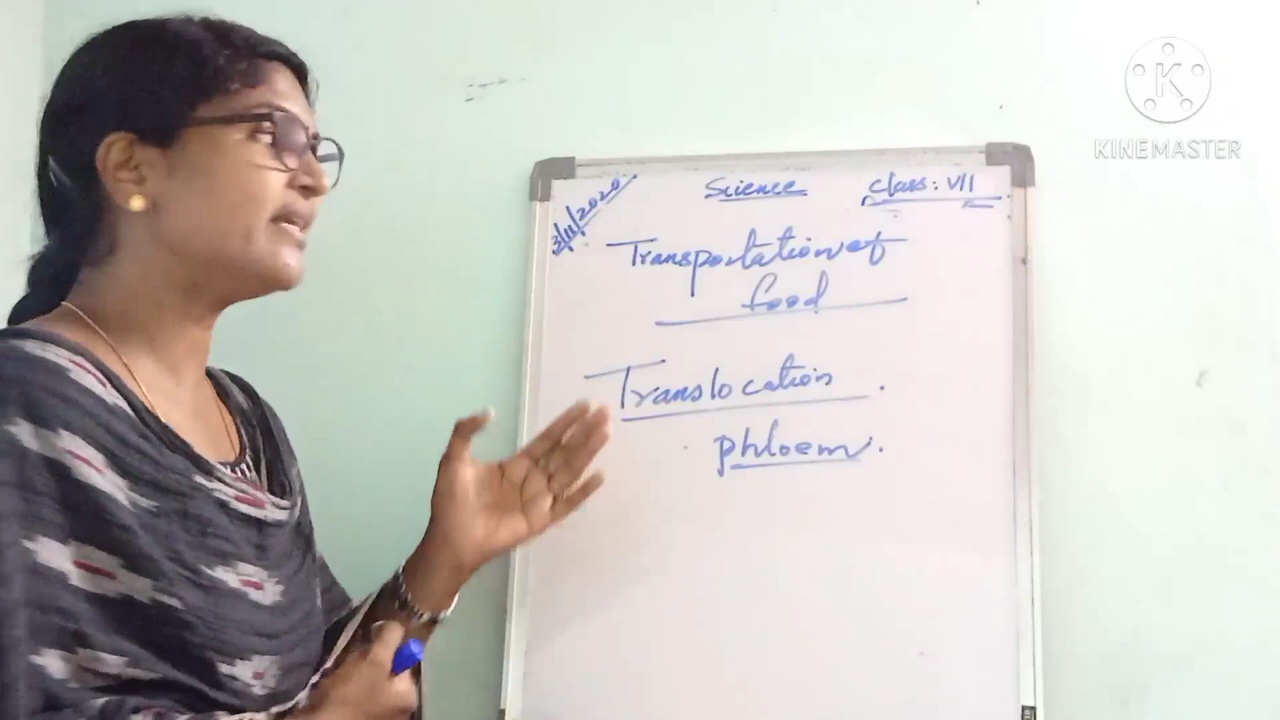 3/11/2020 Science Class: VII
Transportation of
food
Translocation.
phloem.
K
KINEMASTER